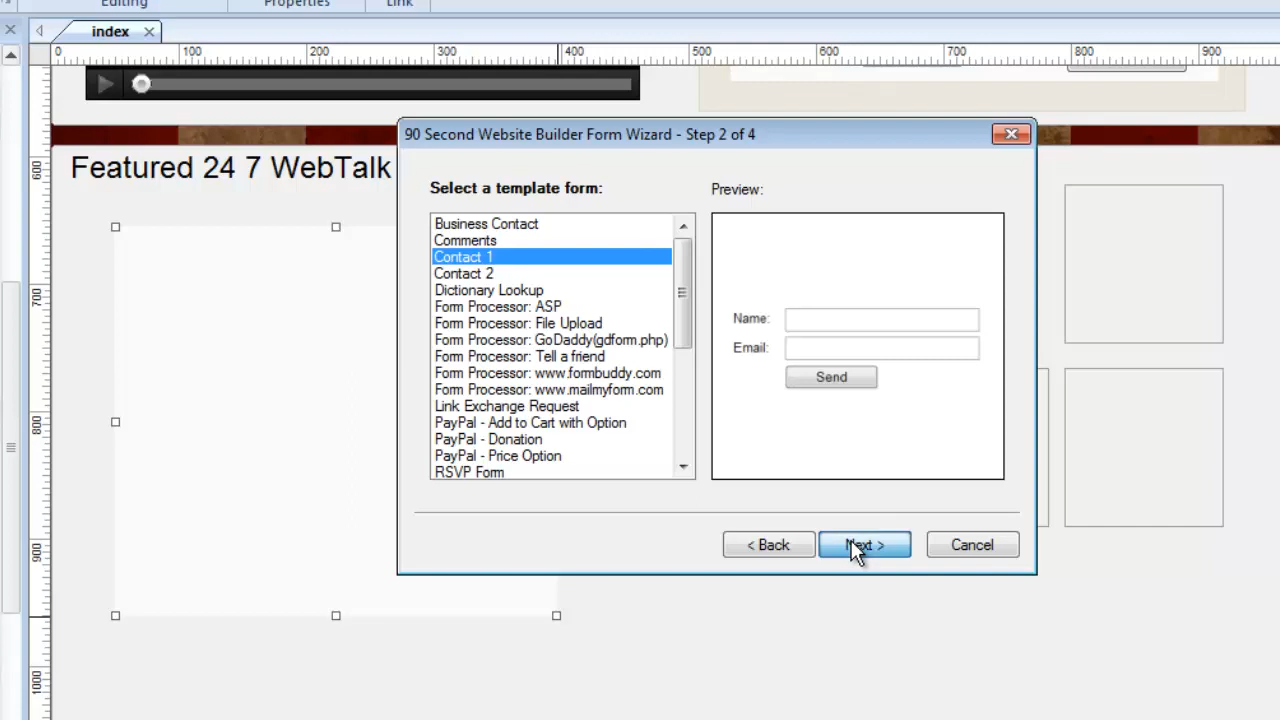 Editing Properties Link
index
0 100 200 300 400 500 600 700 800 900
600
700
800
900
1000
Featured 24 7 WebTalk
90 Second Website Builder Form Wizard - Step 2 of 4
Select a template form:
Preview:
Business Contact
Comments
Contact 1
Contact 2
Dictionary Lookup
Form Processor: ASP
Form Processor: File Upload
Form Processor: GoDaddy(gdform.php)
Form Processor: Tell a friend
Form Processor: www.formbuddy.com
Form Processor: www.mailmyform.com
Link Exchange Request
PayPal - Add to Cart with Option
PayPal - Donation
PayPal - Price Option
RSVP Form
Name:
Email:
Send
< Back
Next >
Cancel